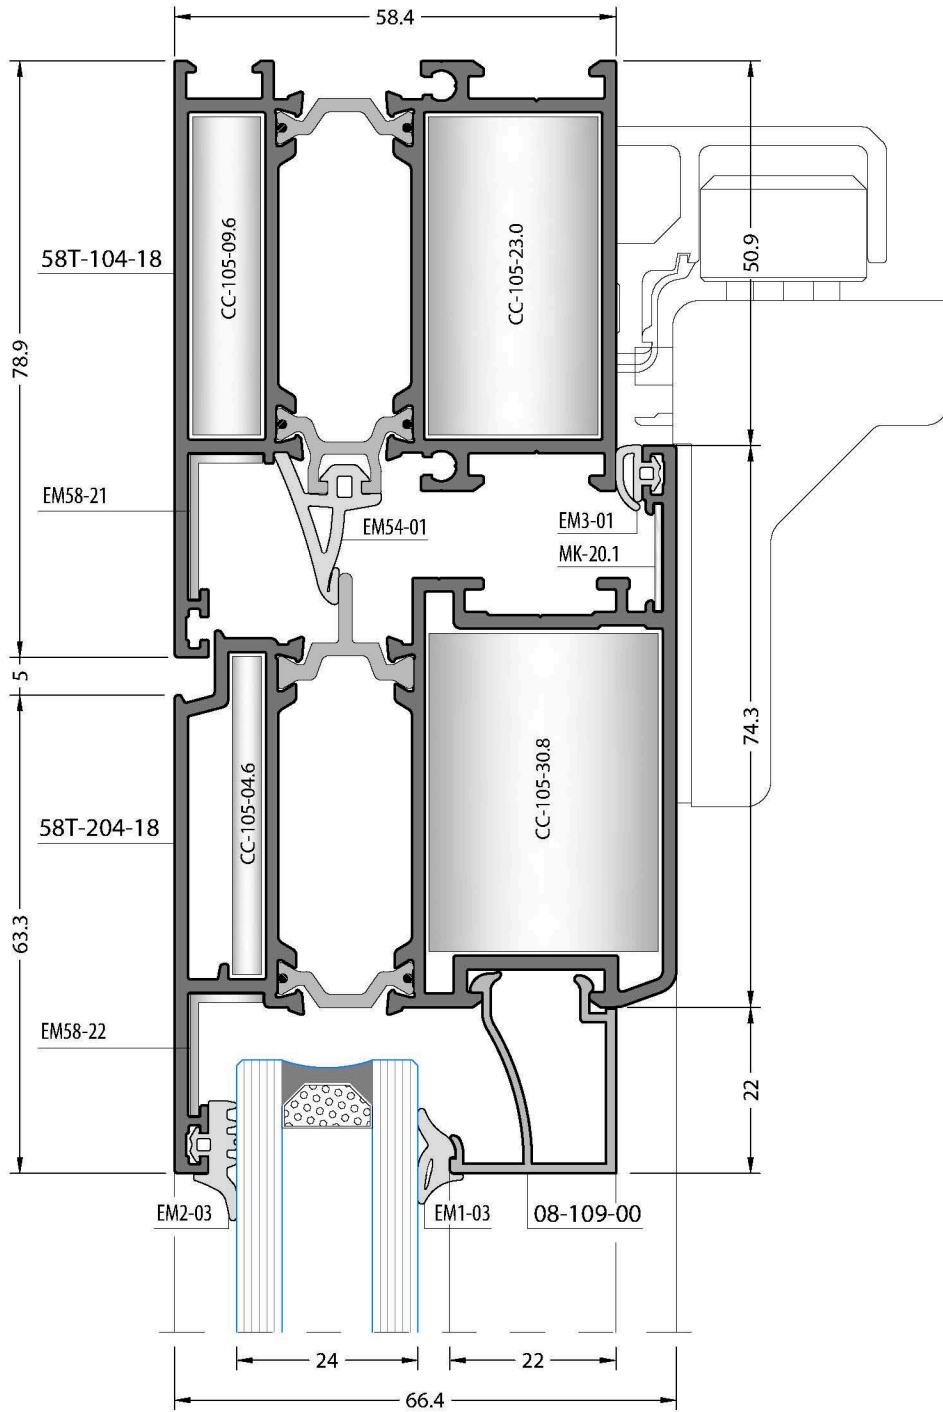 58.4
58T-104-18
CC-105-09.6
CC-105-23.0
50.9
78.9
EM58-21
EM54-01
EM3-01
MK-20.1
5
74.3
58T-204-18
CC-105-04.6
CC-105-30.8
63.3
EM58-22
22
EM2-03
EM1-03
08-109-00
24
22
66.4